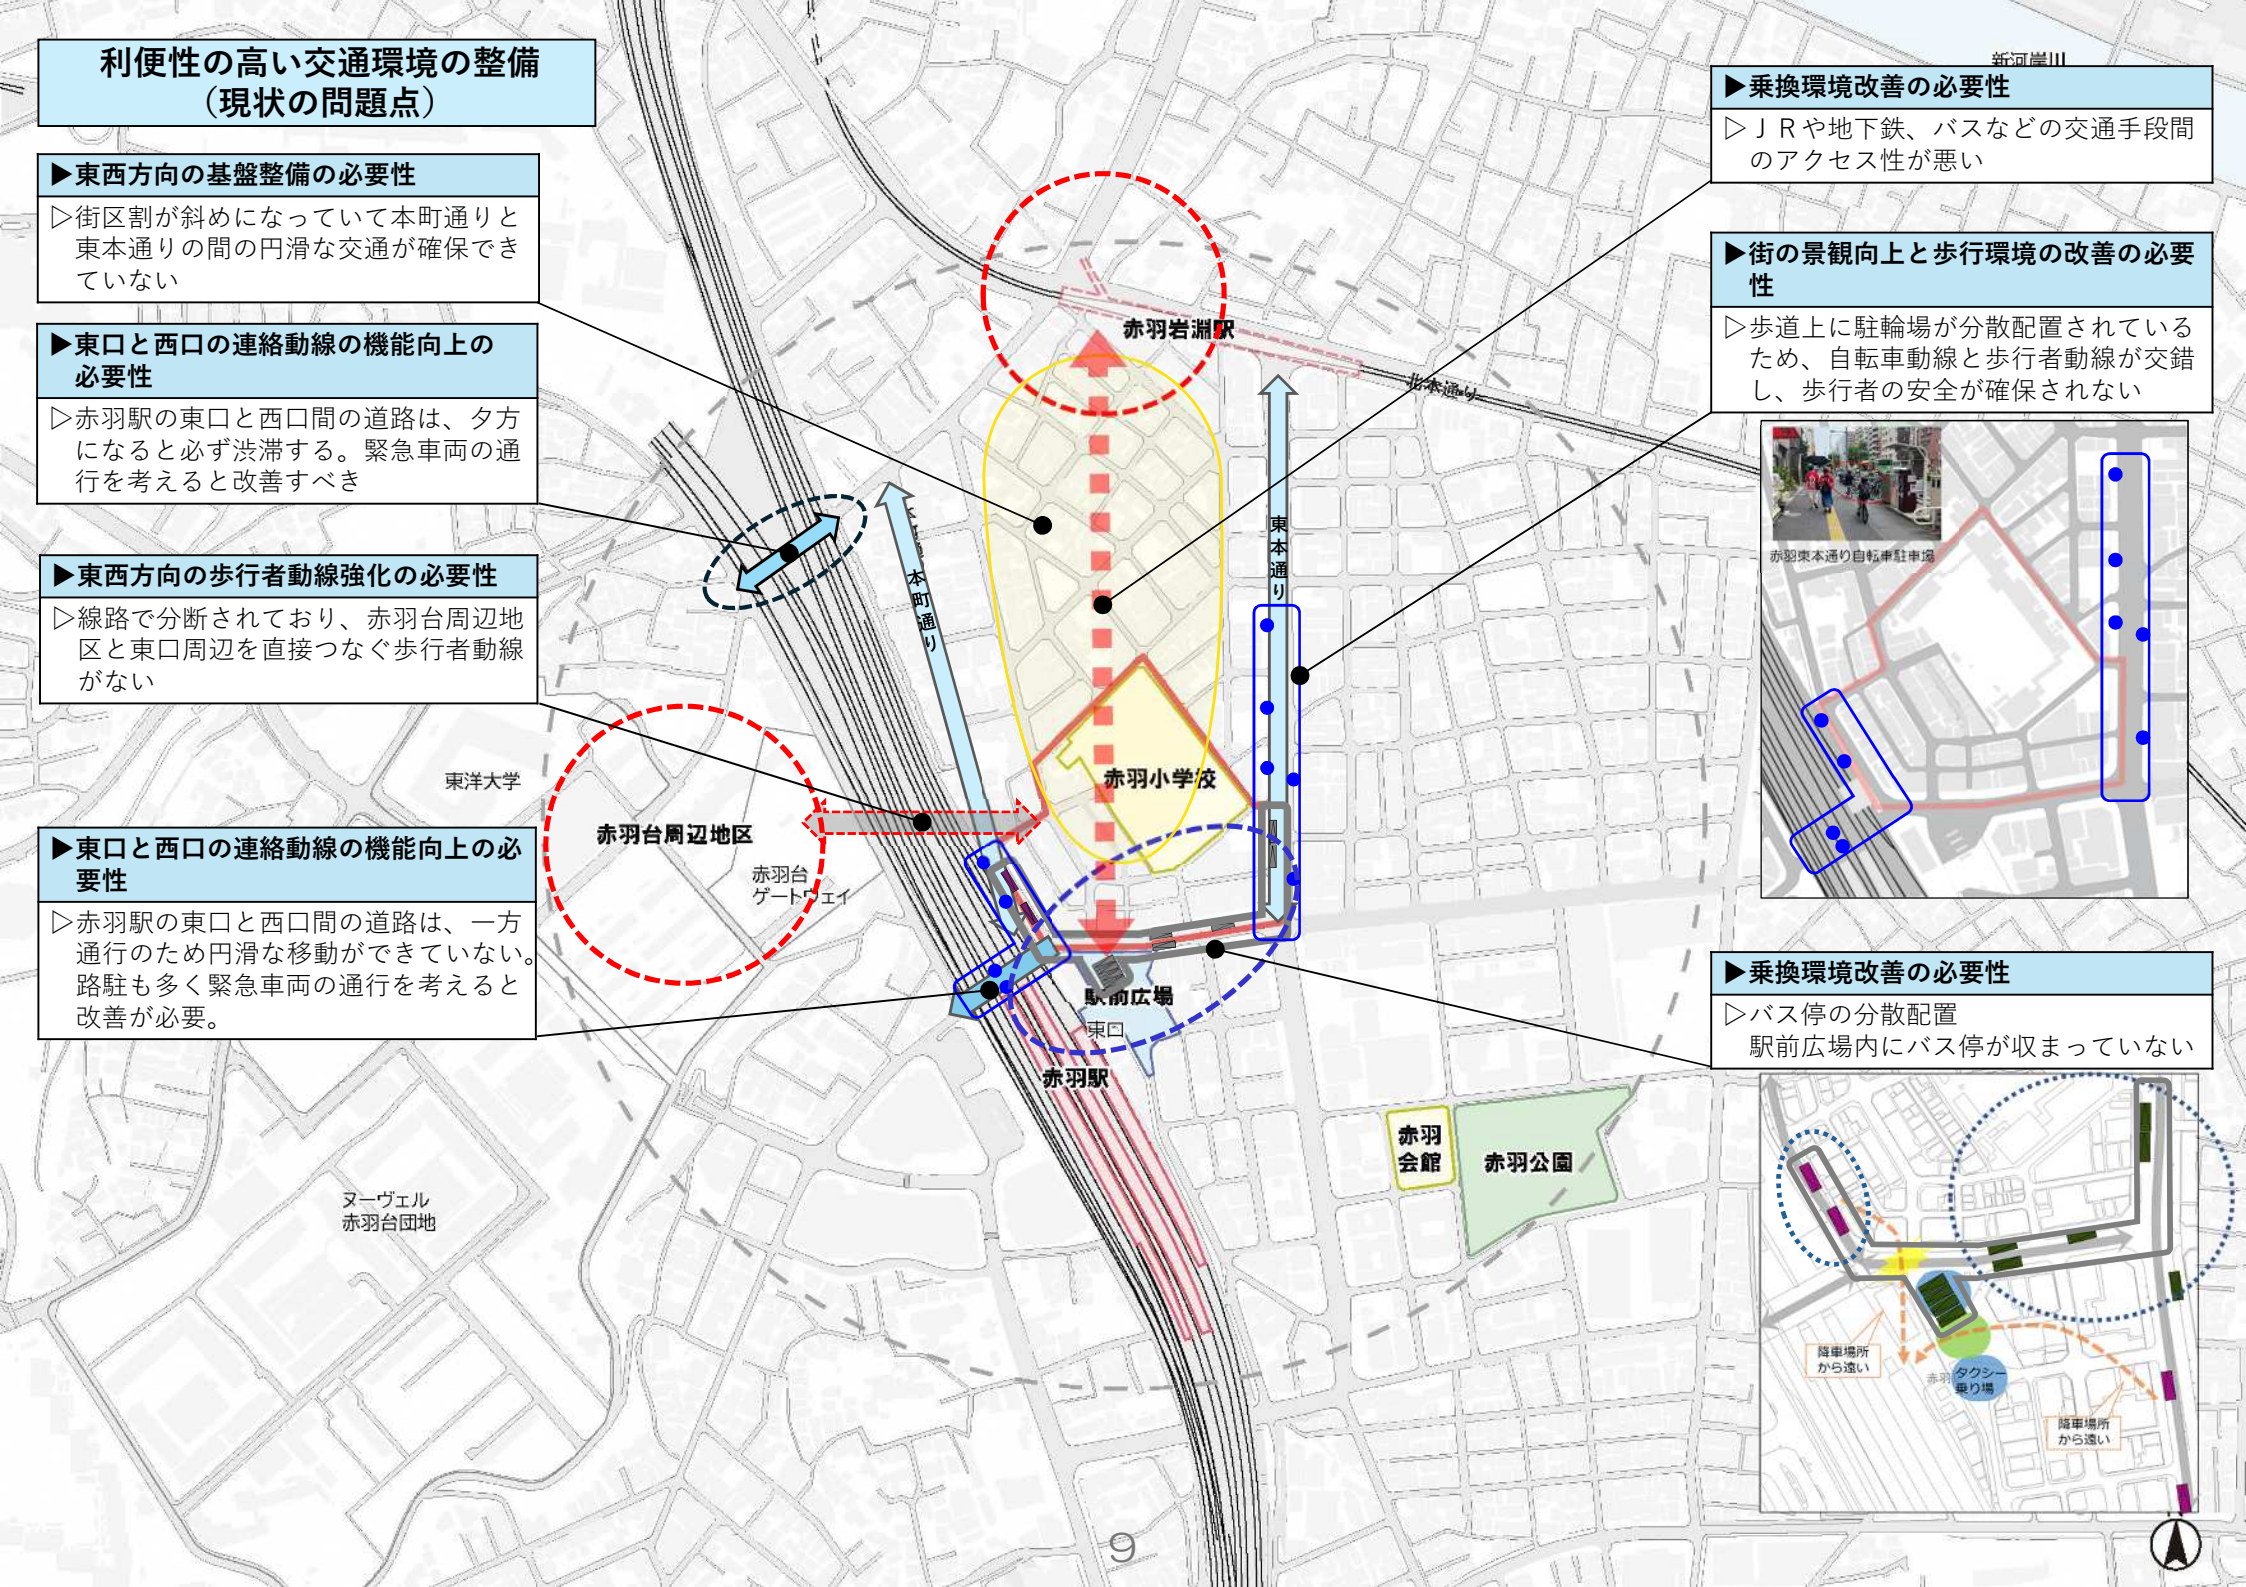 利便性の高い交通環境の整備
（現状の問題点）
▶東西方向の基盤整備の必要性
▷街区割が斜めになっていて本町通りと
東本通りの間の円滑な交通が確保でき
ていない
▶東口と西口の連絡動線の機能向上の
必要性
▷赤羽駅の東口と西口間の道路は、夕方
になると必ず渋滞する。緊急車両の通
行を考えると改善すべき
▶東西方向の歩行者動線強化の必要性
▷線路で分断されており、赤羽台周辺地
区と東口周辺を直接つなぐ歩行者動線
がない
▶東口と西口の連絡動線の機能向上の必
要性
▷赤羽駅の東口と西口間の道路は、一方
通行のため円滑な移動ができていない。
路駐も多く緊急車両の通行を考えると
改善が必要。
新河岸川
▶乗換環境改善の必要性
▷ＪＲや地下鉄、バスなどの交通手段間
のアクセス性が悪い
▶街の景観向上と歩行環境の改善の必要
性
▷歩道上に駐輪場が分散配置されている
ため、自転車動線と歩行者動線が交錯
し、歩行者の安全が確保されない
赤羽東本通り自転車駐車場
▶乗換環境改善の必要性
▷バス停の分散配置
駅前広場内にバス停が収まっていない
降車場所
から遠い
赤羽
タクシー
乗り場
降車場所
から遠い
赤羽岩淵駅
北本通り
東本通り
本町通り
赤羽小学校
東洋大学
赤羽台周辺地区
赤羽台
ゲートウェイ
駅前広場
東口
赤羽駅
赤羽
会館
赤羽公園
ヌーヴェル
赤羽台団地
9